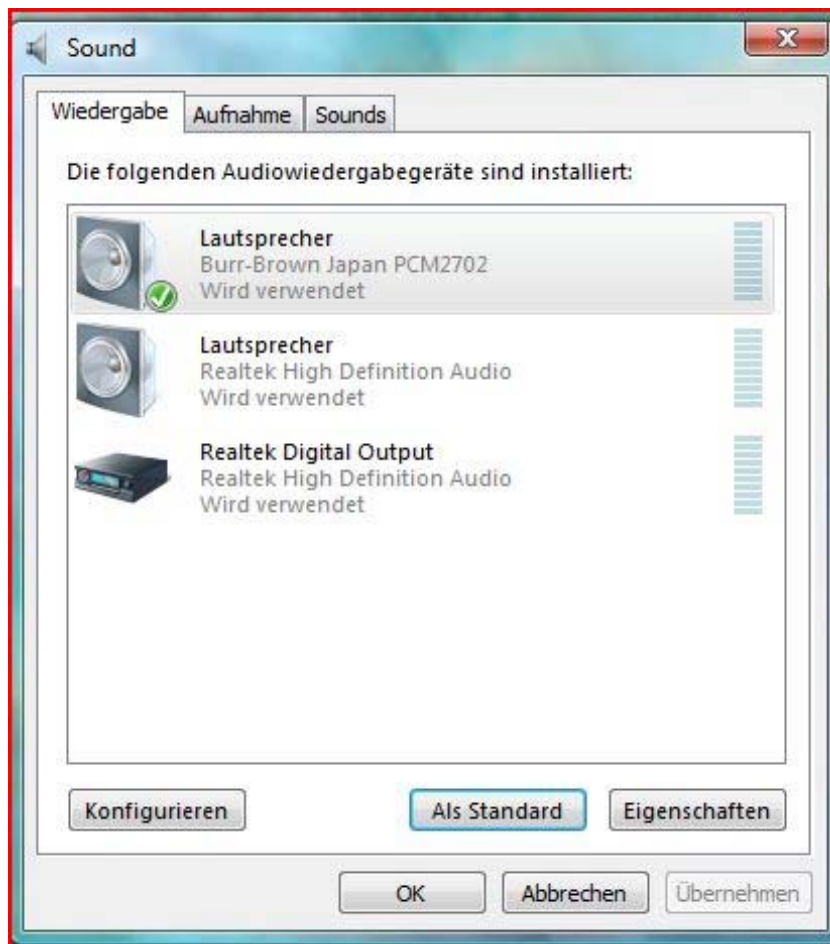 Sound
Wiedergabe Aufnahme Sounds
Die folgenden Audiowiedergabegeräte sind installiert:
Lautsprecher
Burr-Brown Japan PCM2702
Wird verwendet
Lautsprecher
Realtek High Definition Audio
Wird verwendet
Realtek Digital Output
Realtek High Definition Audio
Wird verwendet
Konfigurieren Als Standard Eigenschaften
OK Abbrechen Übernehmen